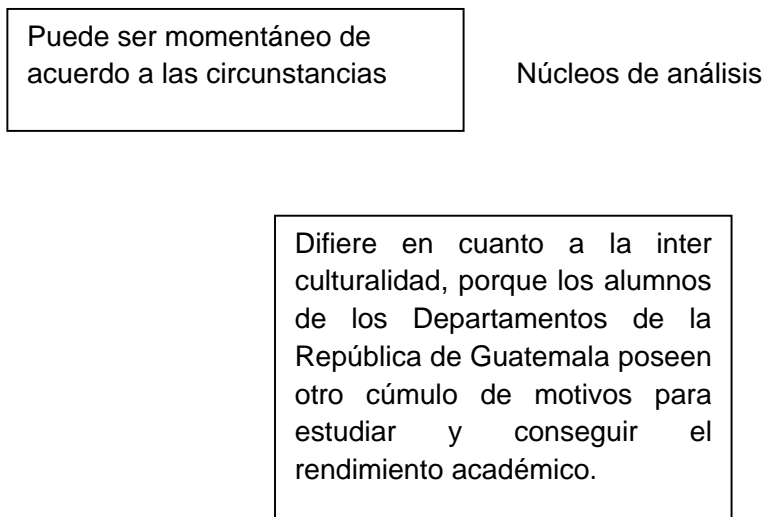 Puede ser momentáneo de
acuerdo a las circunstancias
Núcleos de análisis
Difiere en cuanto a la inter
culturalidad, porque los alumnos
de los Departamentos de la
República de Guatemala poseen
otro cúmulo de motivos para
estudiar y conseguir el
rendimiento académico.